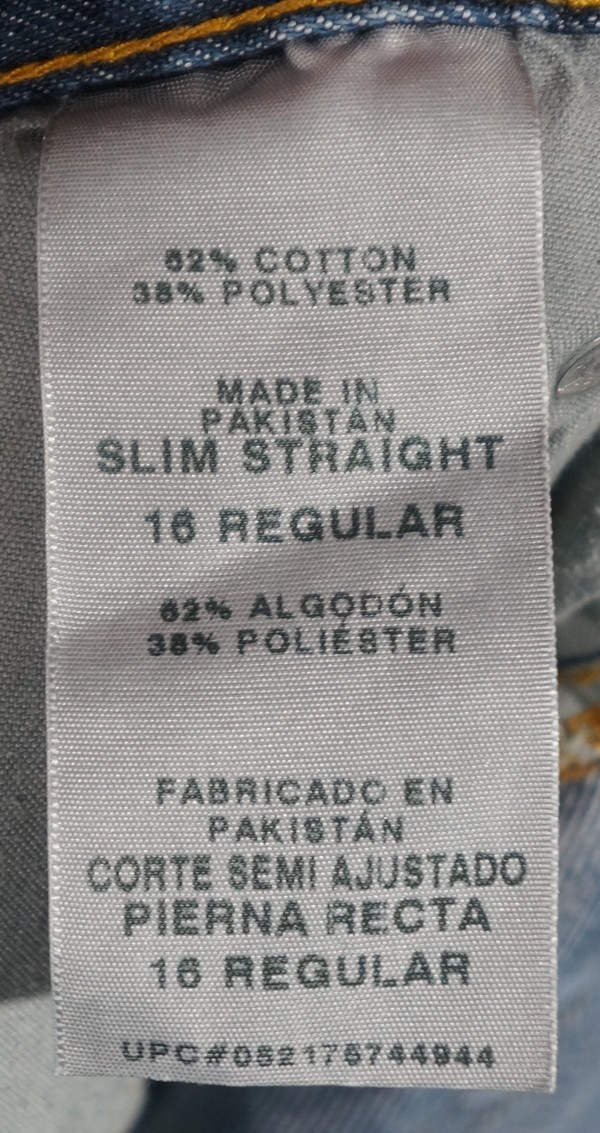 62% COTTON
38% POLYESTER
MADE IN
PAKISTÁN
SLIM STRAIGHT
16 REGULAR
62% ALGODÓN
38% POLIÉSTER
FABRICADO EN
PAKISTÁN
CORTE SEMI AJUSTADO
PIERNA RECTA
16 REGULAR
UPC#052175744944